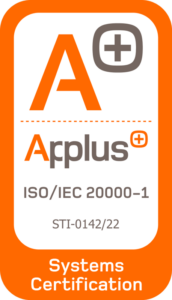 A+
Applus+
ISO/IEC 20000-1
STI-0142/22
Systems
Certification